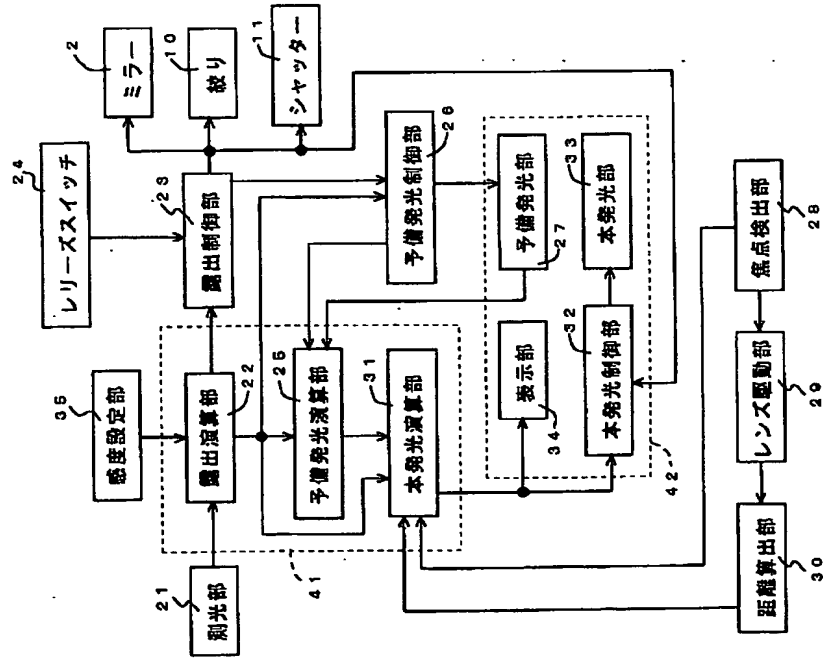 レリーズスイッチ
24
ミラー
2
絞り
10
シャッター
11
感度設定部
35
露出制御部
23
測光部
21
露出演算部
22
予備発光制御部
26
予備発光演算部
25
本発光演算部
31
41
予備発光部
27
本発光部
33
表示部
34
本発光制御部
32
42
焦点検出部
28
レンズ駆動部
29
距離算出部
30